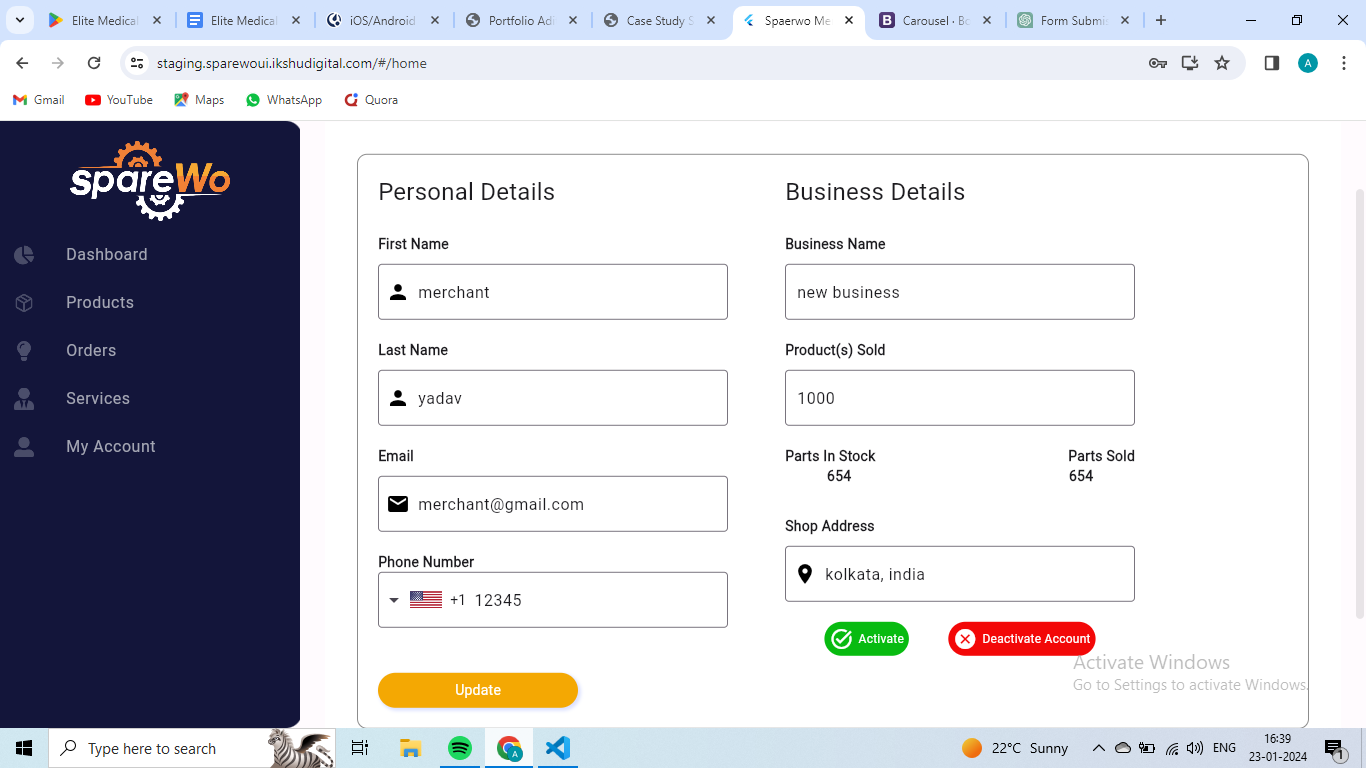 Elite Medical
Elite Medical
iOS/Android
Portfolio Ad
Case Study S
Spaerwo Me
Carousel · Bo
Form Submis
staging.sparewoui.ikshudigital.com/#/home
A
Gmail
YouTube
Maps
WhatsApp
Quora
spareWo
Dashboard
Products
Orders
Services
My Account
Personal Details
First Name
merchant
Last Name
yadav
Email
merchant@gmail.com
Phone Number
+1 12345
Update
Business Details
Business Name
new business
Product(s) Sold
1000
Parts In Stock Parts Sold
654 654
Shop Address
kolkata, india
Activate Deactivate Account
Activate Windows
Go to Settings to activate Windows.
Type here to search
22°C Sunny
ENG
16:39
23-01-2024
1